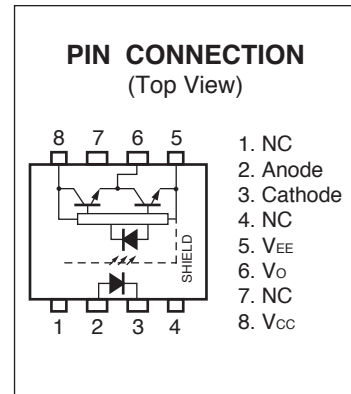 PIN CONNECTION
(Top View)
8 7 6 5
SHIELD
1 2 3 4
1. NC
2. Anode
3. Cathode
4. NC
5. VEE
6. VO
7. NC
8. VCC